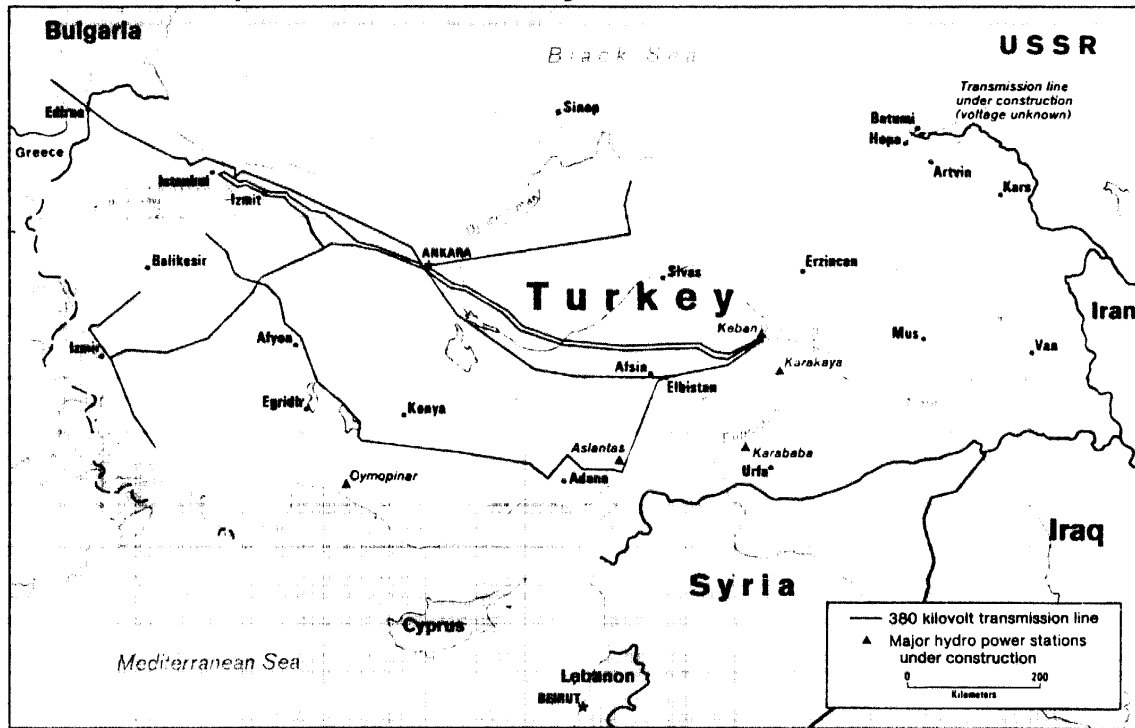 Bulgaria
Black Sea
USSR
Transmission line
under construction
(voltage unknown)
Edirne
Sinop
Batumi
Hopa
Greece
Artvin
Istanbul
Kars
Izmit
ANKARA
Balikesir
Sivas
Erzincan
Turkey
Iran
Keban
Mus
Van
Izmir
Afyon
Karakaya
Afsin
Elbistan
Egridir
Konya
Aslantas
Karababa
Urfa
Oymopinar
Adana
Iraq
Syria
Cyprus
380 kilovolt transmission line
Major hydro power stations
under construction
0 200
Kilometers
Mediterranean Sea
Lebanon
BEIRUT